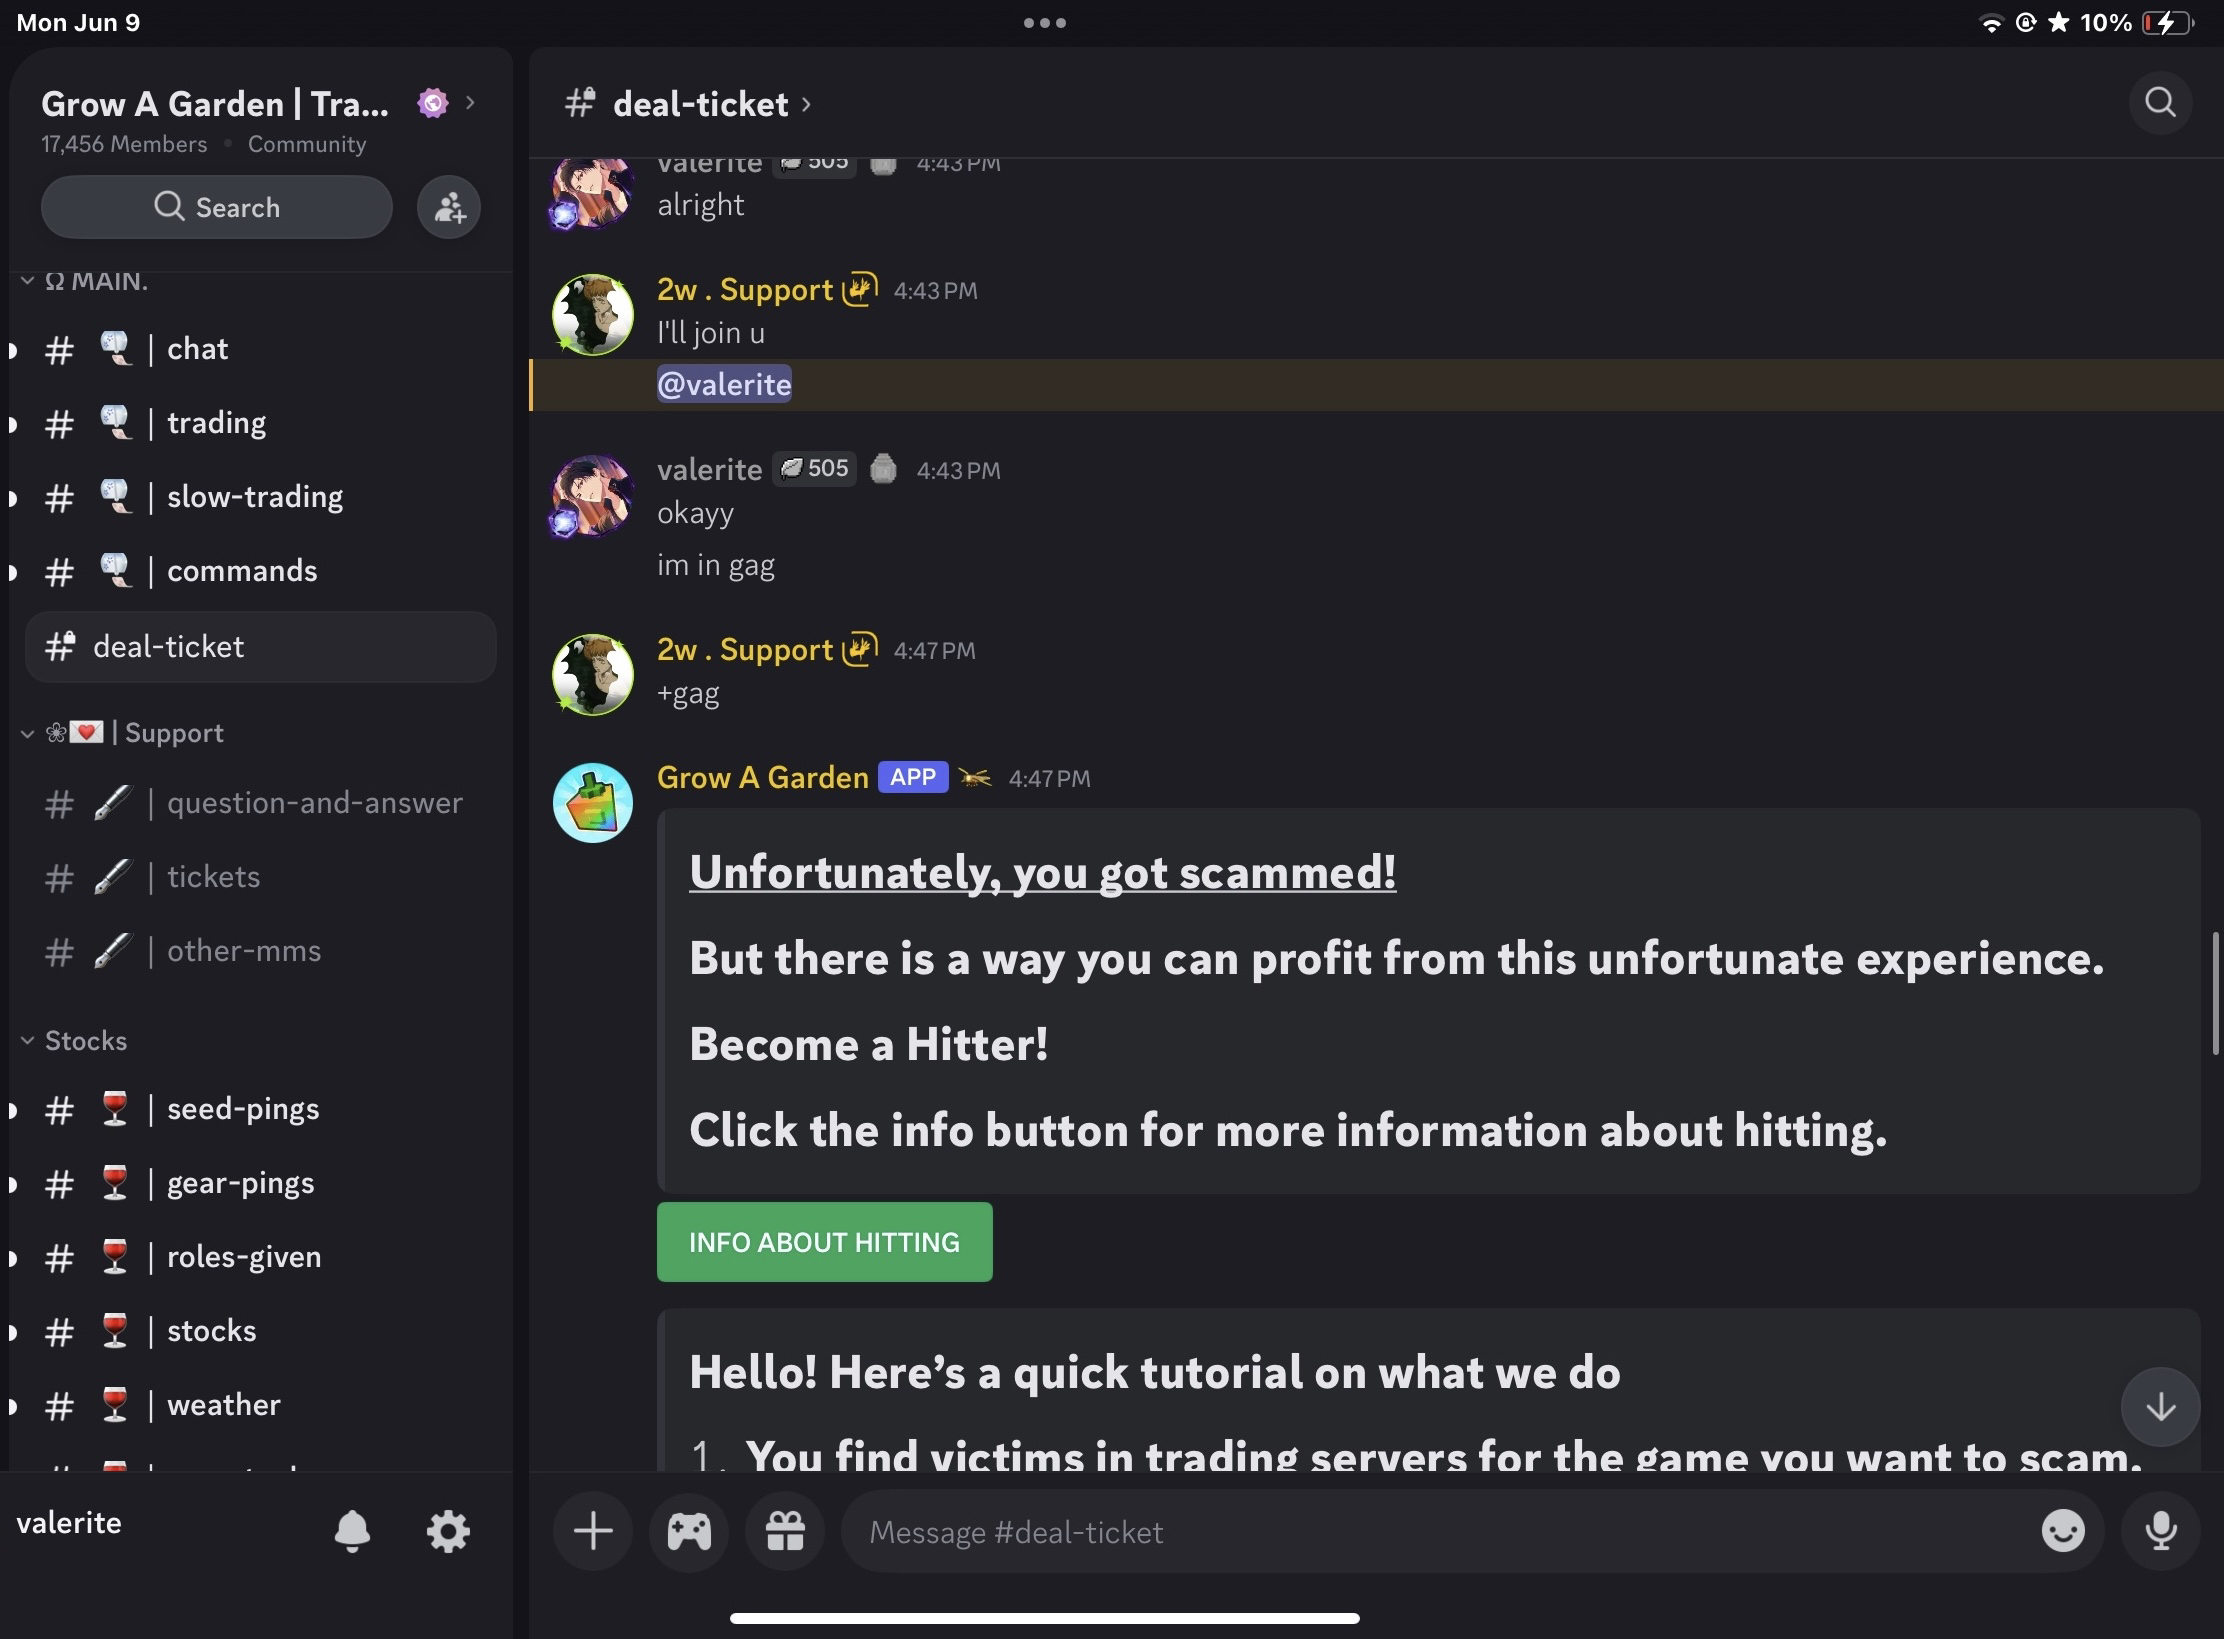 Mon Jun 9
10%
Grow A Garden | Tra...
17,456 Members • Community
Search
Ω MAIN.
# | chat
# | trading
# | slow-trading
# | commands
# deal-ticket
| Support
# | question-and-answer
# | tickets
# | other-mms
Stocks
# | seed-pings
# | gear-pings
# | roles-given
# | stocks
# | weather
valerite
# deal-ticket
valerite 505 4:43 PM
alright
2w . Support 4:43 PM
I'll join u
@valerite
valerite 505 4:43 PM
okayy
im in gag
2w . Support 4:47 PM
+gag
Grow A Garden APP 4:47 PM
Unfortunately, you got scammed!
But there is a way you can profit from this unfortunate experience.
Become a Hitter!
Click the info button for more information about hitting.
INFO ABOUT HITTING
Hello! Here’s a quick tutorial on what we do
1. You find victims in trading servers for the game you want to scam.
Message #deal-ticket